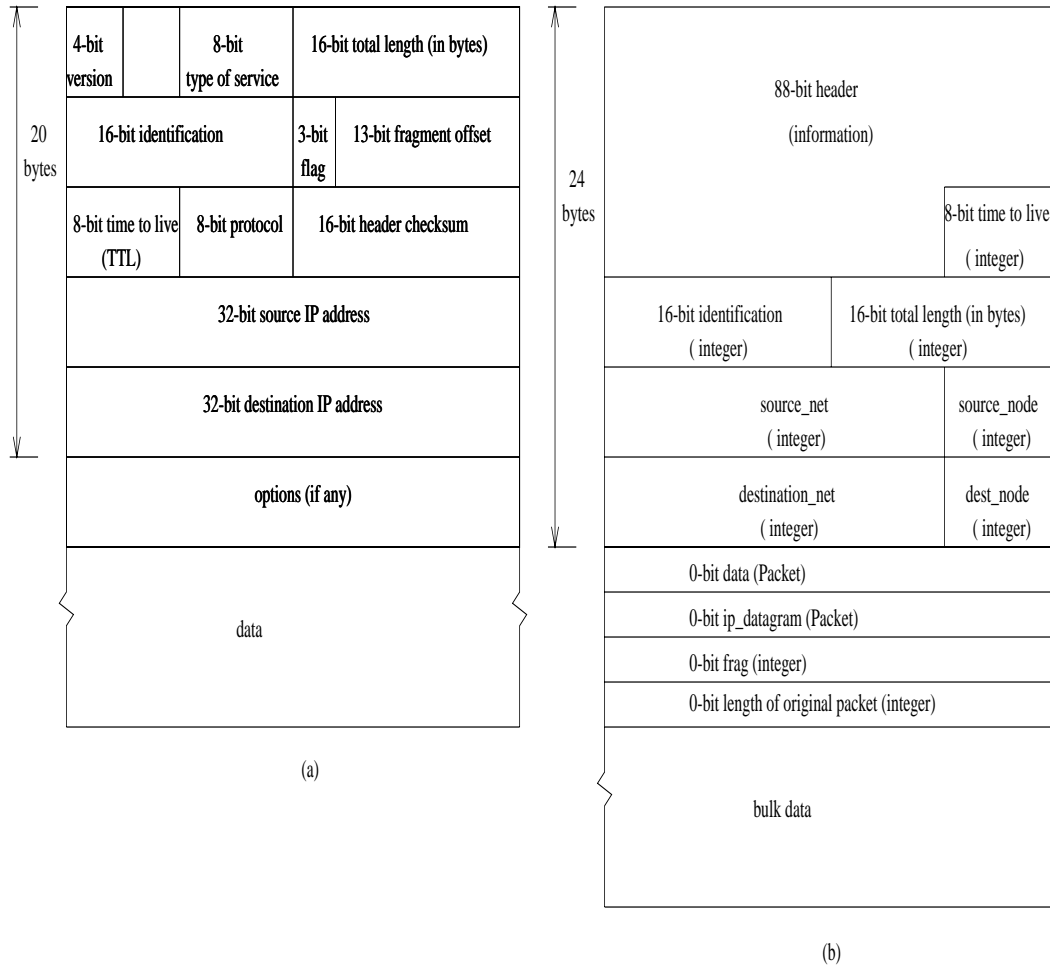 4-bit
version
8-bit
type of service
16-bit total length (in bytes)
16-bit identification
3-bit
flag
13-bit fragment offset
20
bytes
8-bit time to live
(TTL)
8-bit protocol
16-bit header checksum
32-bit source IP address
32-bit destination IP address
options (if any)
data
(a)
88-bit header
(information)
24
bytes
8-bit time to live
( integer)
16-bit identification
( integer)
16-bit total length (in bytes)
( integer)
source_net
( integer)
source_node
( integer)
destination_net
( integer)
dest_node
( integer)
0-bit data (Packet)
0-bit ip_datagram (Packet)
0-bit frag (integer)
0-bit length of original packet (integer)
bulk data
(b)